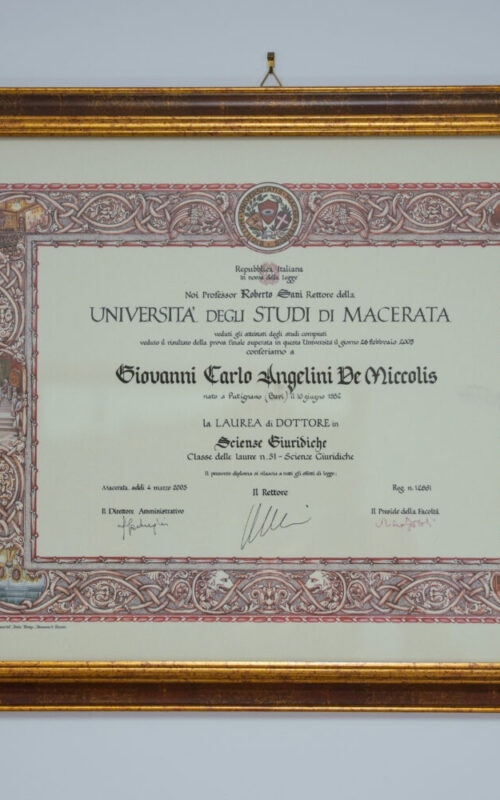 Repubblica Italiana
In nome della Legge
Noi Professor Roberto Sani Rettore della
UNIVERSITA' DEGLI STUDI DI MACERATA
veduti gli attestati degli studi compiuti
veduto il risultato della prova finale superata in questa Università il giorno 26 febbraio 2005
conferiamo a
Giovanni Carlo Angelini De Miccolis
nato a Putignano (Bari) il 10 giugno
la LAUREA di DOTTORE in
Scienze Giuridiche
Classe delle lauree n. 31 - Scienze Giuridiche
Il presente diploma si rilascia a tutti gli effetti di legge.
Macerata, addì 4 marzo 2005
Reg. n. 12661
Il Rettore
Il Direttore Amministrativo
Il Preside della Facoltà